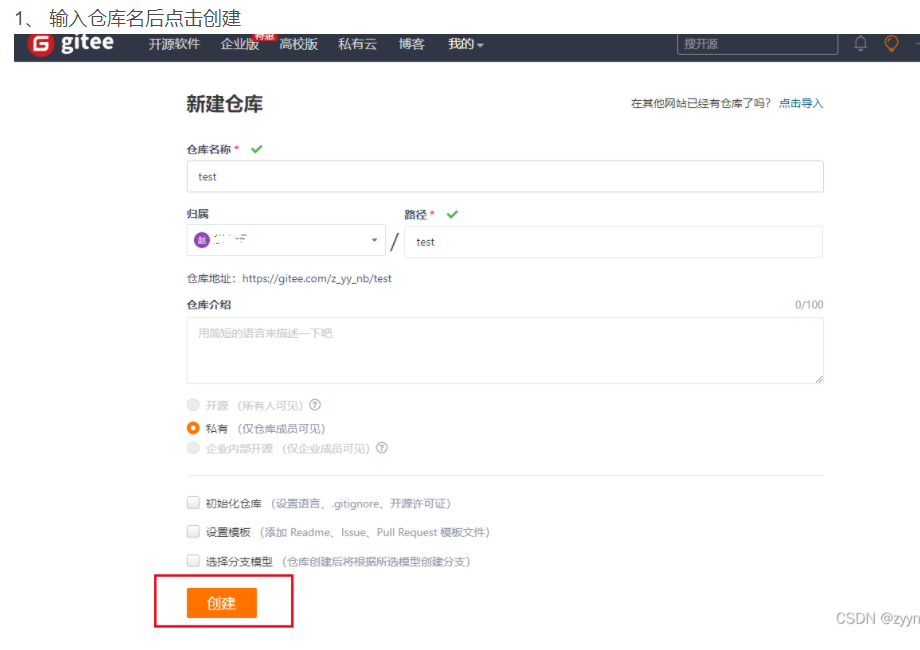 1、 输入仓库名后点击创建
gitee 开源软件 企业版 特惠 高校版 私有云 博客 我的 搜开源
新建仓库 在其他网站已经有仓库了吗？ 点击导入
仓库名称 *
test
归属 路径 *
赵 / test
仓库地址：https://gitee.com/z_yy_nb/test
仓库介绍 0/100
用简短的语言来描述一下吧
开源 （所有人可见） ?
私有 （仅仓库成员可见）
企业内部开源 （仅企业成员可见） ?
初始化仓库 （设置语言、.gitignore、开源许可证）
设置模板 （添加 Readme、Issue、Pull Request 模板文件）
选择分支模型 （仓库创建后将根据所选模型创建分支）
创建
CSDN @zyyn